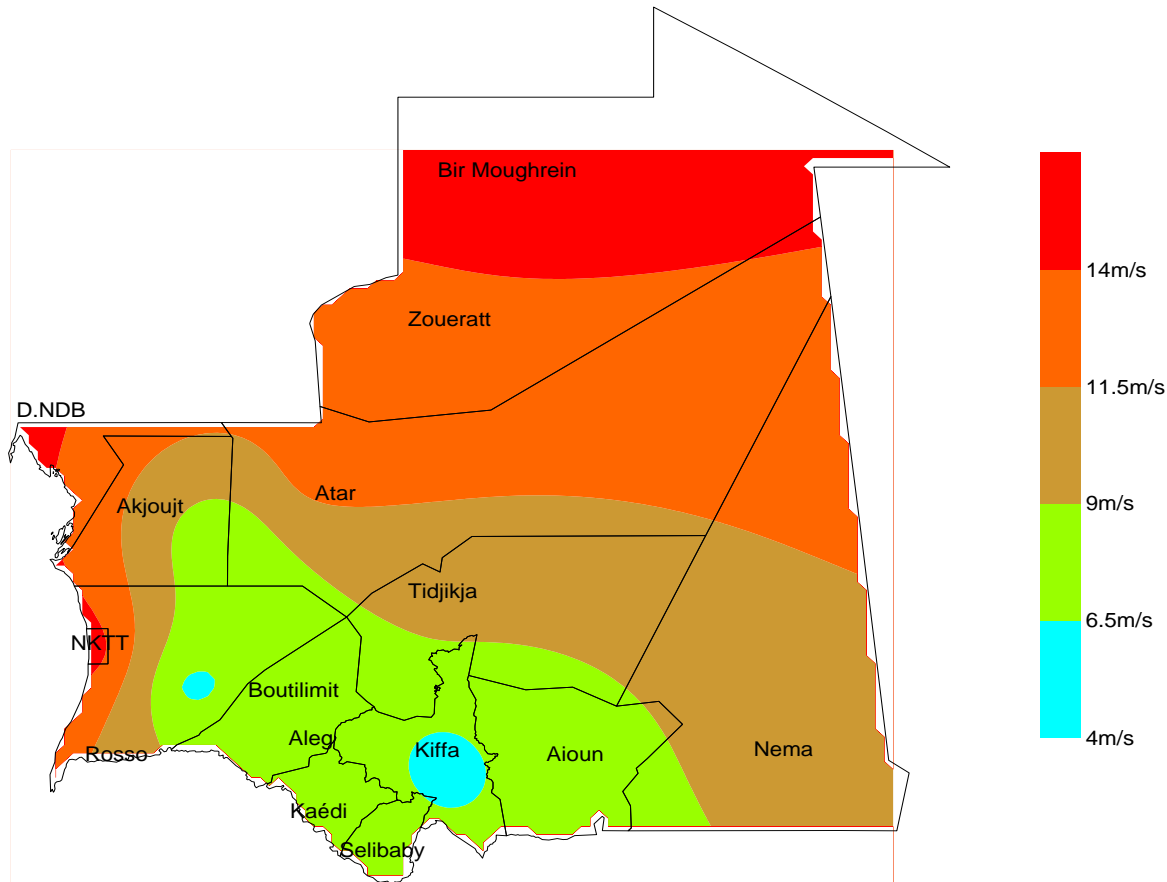 Bir Moughrein
Zoueratt
D.NDB
Atar
Akjoujt
Tidjikja
NKTT
Boutilimit
Aleg
Kiffa
Aioun
Nema
Rosso
Kaédi
Selibaby
14m/s
11.5m/s
9m/s
6.5m/s
4m/s